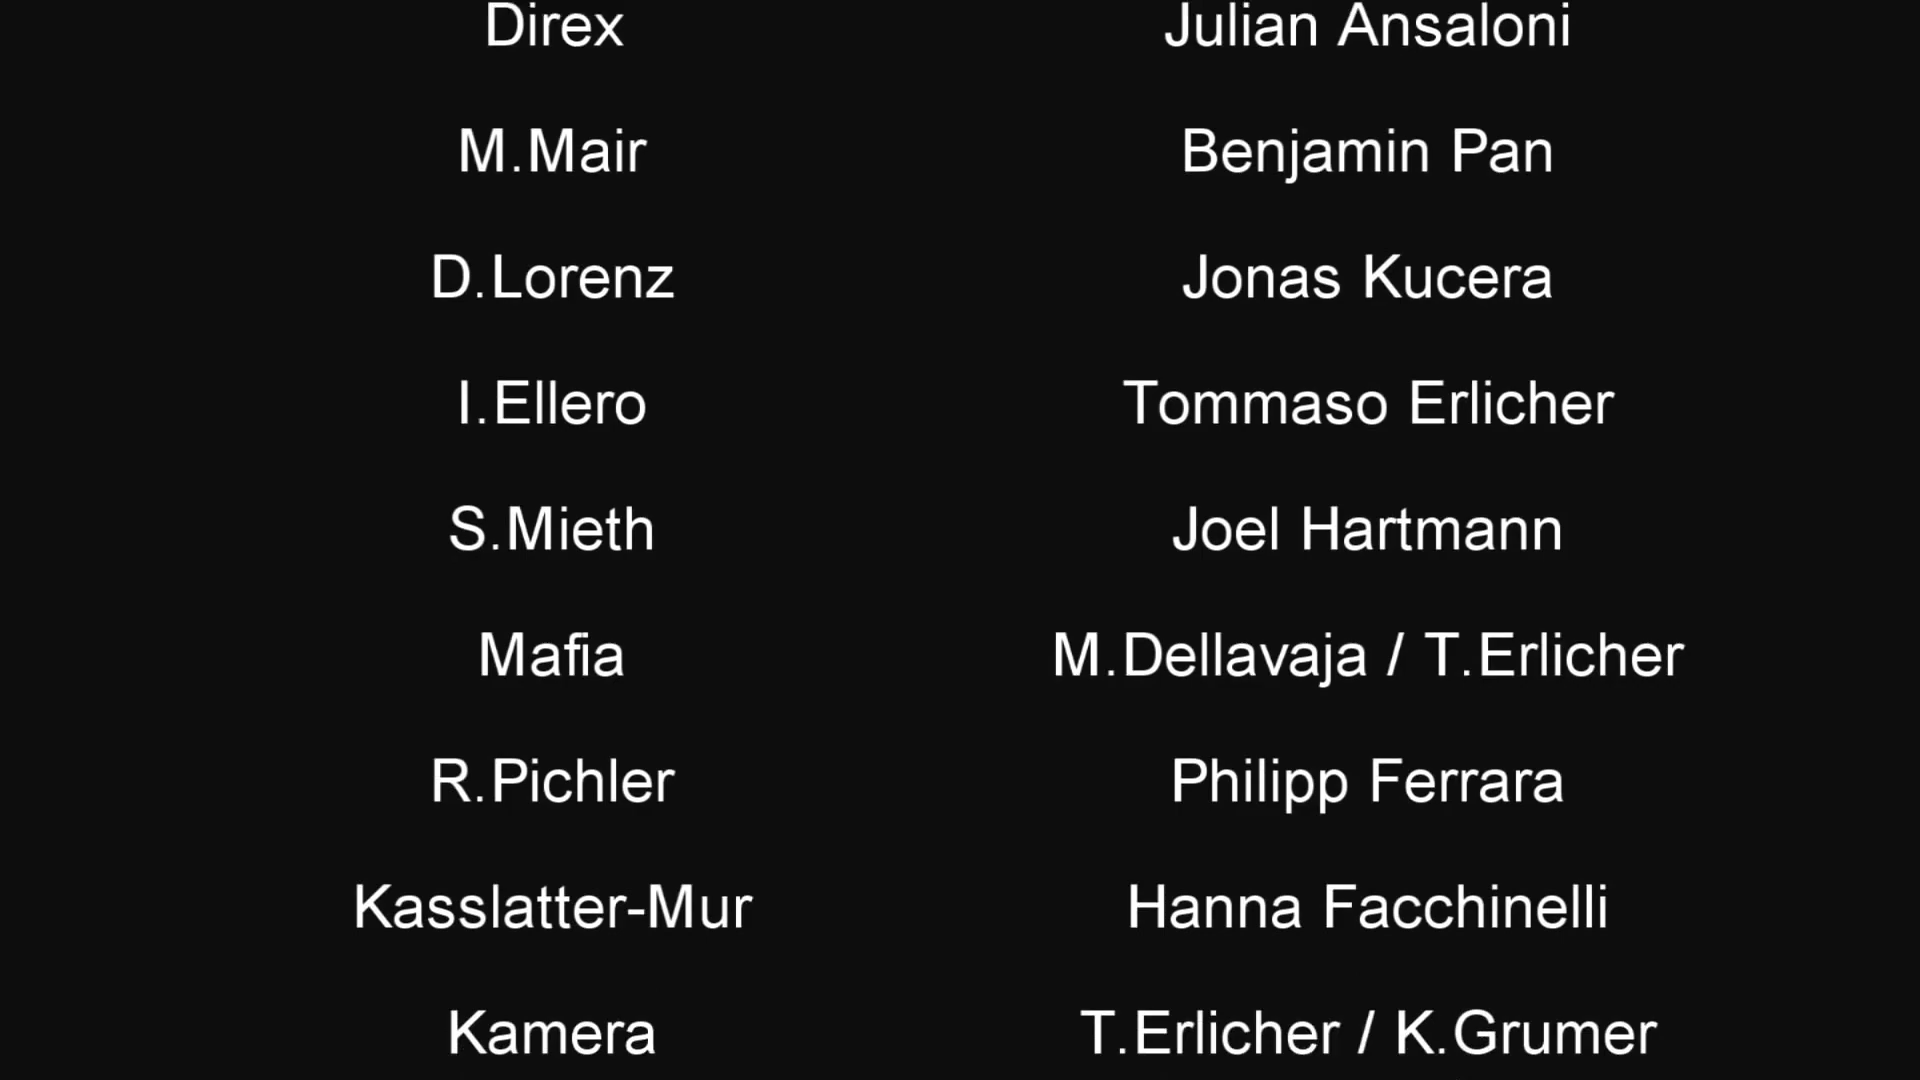 Direx Julian Ansaloni
M.Mair Benjamin Pan
D.Lorenz Jonas Kucera
I.Ellero Tommaso Erlicher
S.Mieth Joel Hartmann
Mafia M.Dellavaja / T.Erlicher
R.Pichler Philipp Ferrara
Kasslatter-Mur Hanna Facchinelli
Kamera T.Erlicher / K.Grumer